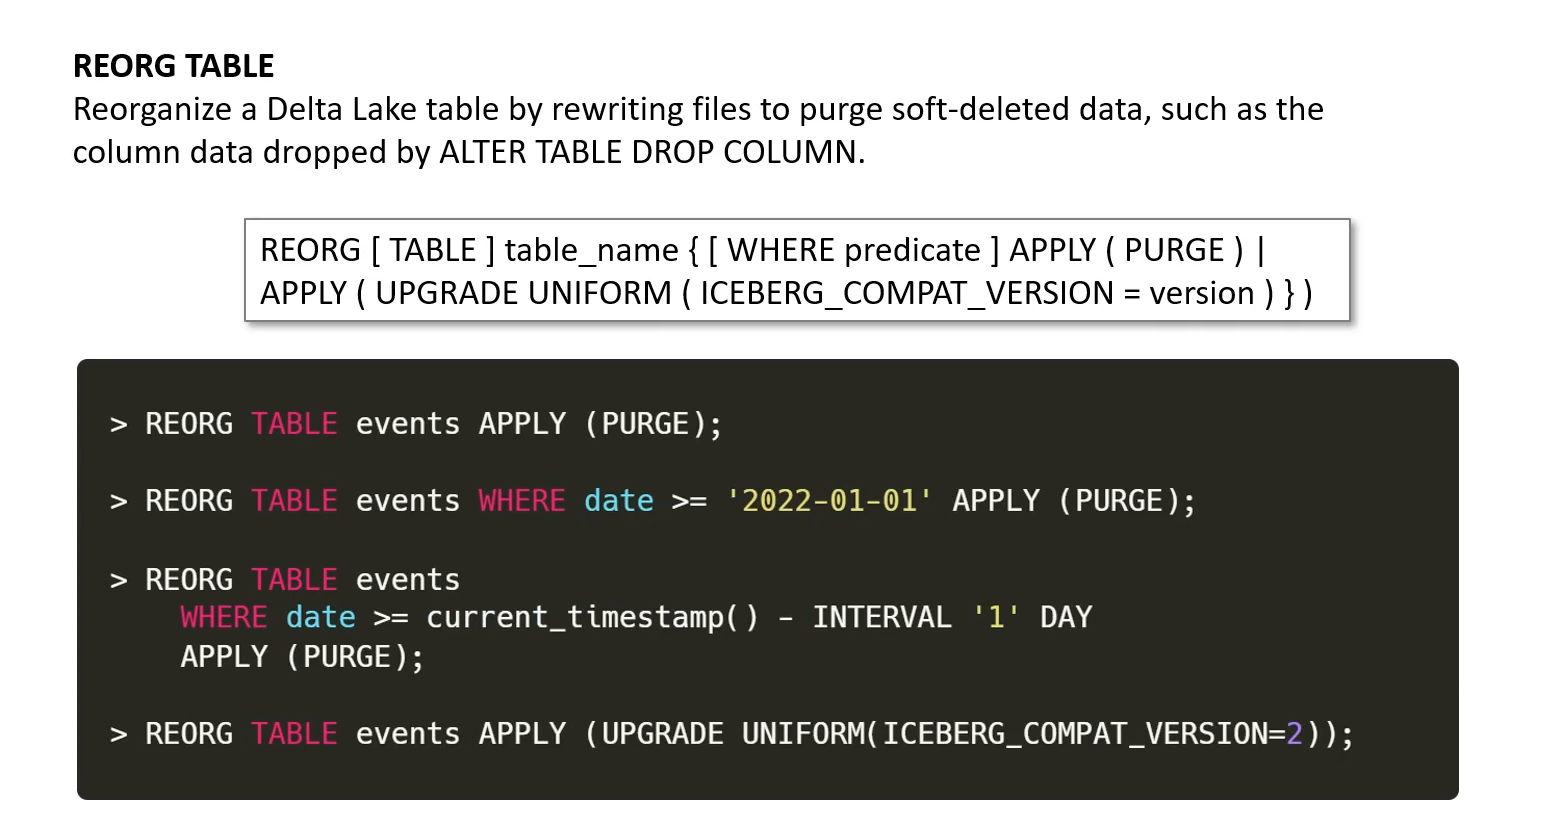 REORG TABLE
Reorganize a Delta Lake table by rewriting files to purge soft-deleted data, such as the
column data dropped by ALTER TABLE DROP COLUMN.
REORG [ TABLE ] table_name { [ WHERE predicate ] APPLY ( PURGE ) |
APPLY ( UPGRADE UNIFORM ( ICEBERG_COMPAT_VERSION = version ) } )
> REORG TABLE events APPLY (PURGE);
> REORG TABLE events WHERE date >= '2022-01-01' APPLY (PURGE);
> REORG TABLE events
WHERE date >= current_timestamp() - INTERVAL '1' DAY
APPLY (PURGE);
> REORG TABLE events APPLY (UPGRADE UNIFORM(ICEBERG_COMPAT_VERSION=2));